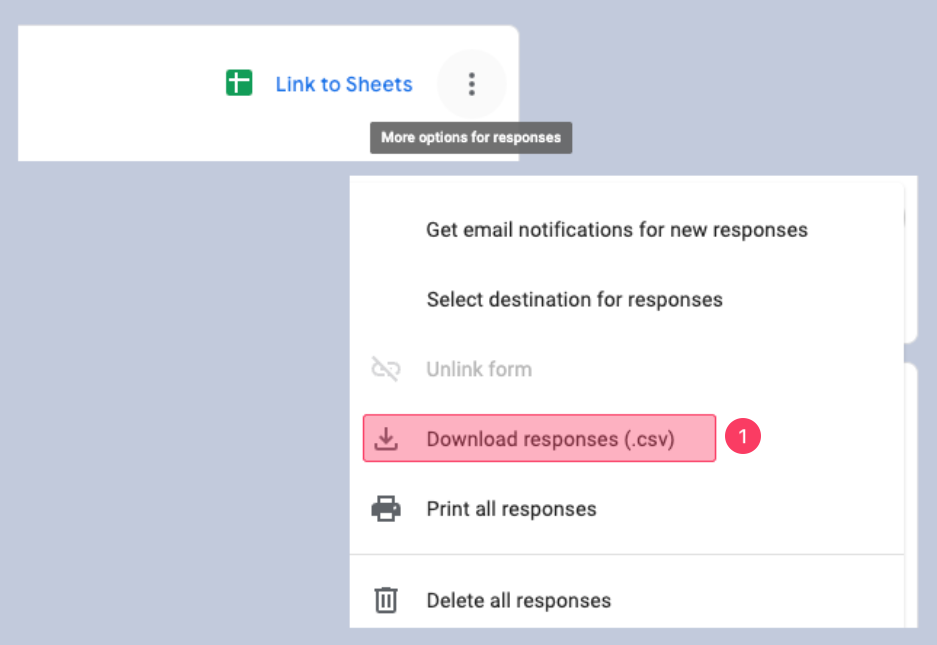 Link to Sheets
More options for responses
Get email notifications for new responses
Select destination for responses
Unlink form
Download responses (.csv)
1
Print all responses
Delete all responses